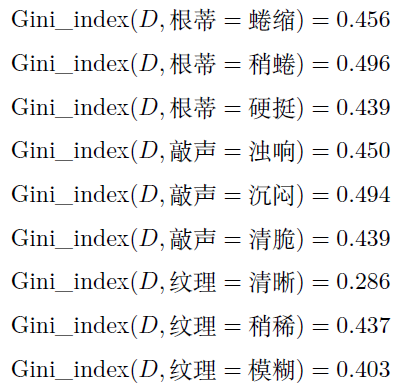 Gini_index(D, 根蒂 = 蜷缩) = 0.456
Gini_index(D, 根蒂 = 稍蜷) = 0.496
Gini_index(D, 根蒂 = 硬挺) = 0.439
Gini_index(D, 敲声 = 浊响) = 0.450
Gini_index(D, 敲声 = 沉闷) = 0.494
Gini_index(D, 敲声 = 清脆) = 0.439
Gini_index(D, 纹理 = 清晰) = 0.286
Gini_index(D, 纹理 = 稍稀) = 0.437
Gini_index(D, 纹理 = 模糊) = 0.403